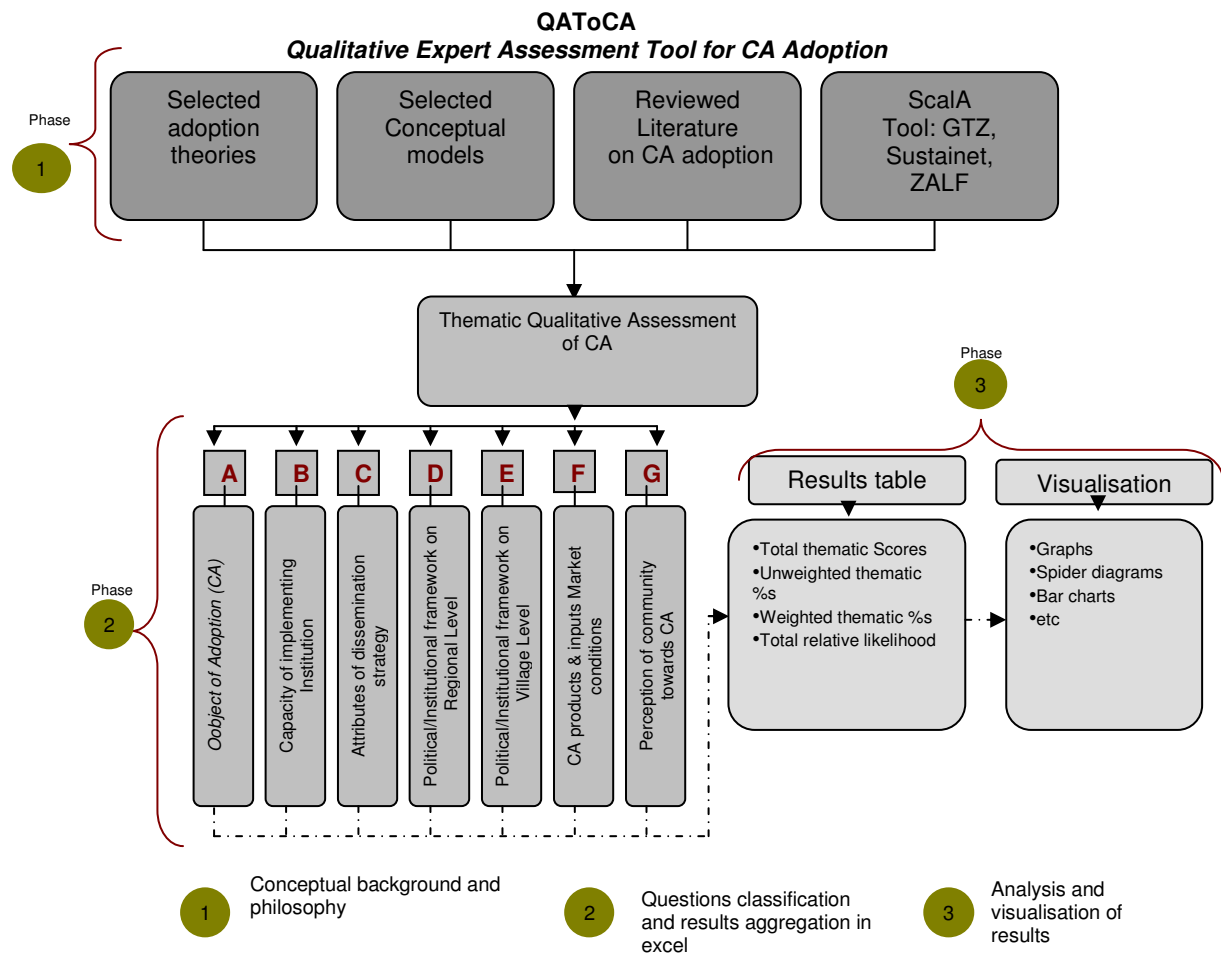 QAToCA
Qualitative Expert Assessment Tool for CA Adoption
Phase
1
Selected
adoption
theories
Selected
Conceptual
models
Reviewed
Literature
on CA adoption
ScalA
Tool: GTZ,
Sustainet,
ZALF
Thematic Qualitative Assessment
of CA
Phase
3
Phase
2
A
B
C
D
E
F
G
Oobject of Adoption (CA)
Capacity of implementing
Institution
Attributes of dissemination
strategy
Political/Institutional framework on
Regional Level
Political/Institutional framework on
Village Level
CA products & inputs Market
conditions
Perception of community
towards CA
Results table
•Total thematic Scores
•Unweighted thematic
%s
•Weighted thematic %s
•Total relative likelihood
Visualisation
•Graphs
•Spider diagrams
•Bar charts
•etc
1
Conceptual background and
philosophy
2
Questions classification
and results aggregation in
excel
3
Analysis and
visualisation of
results